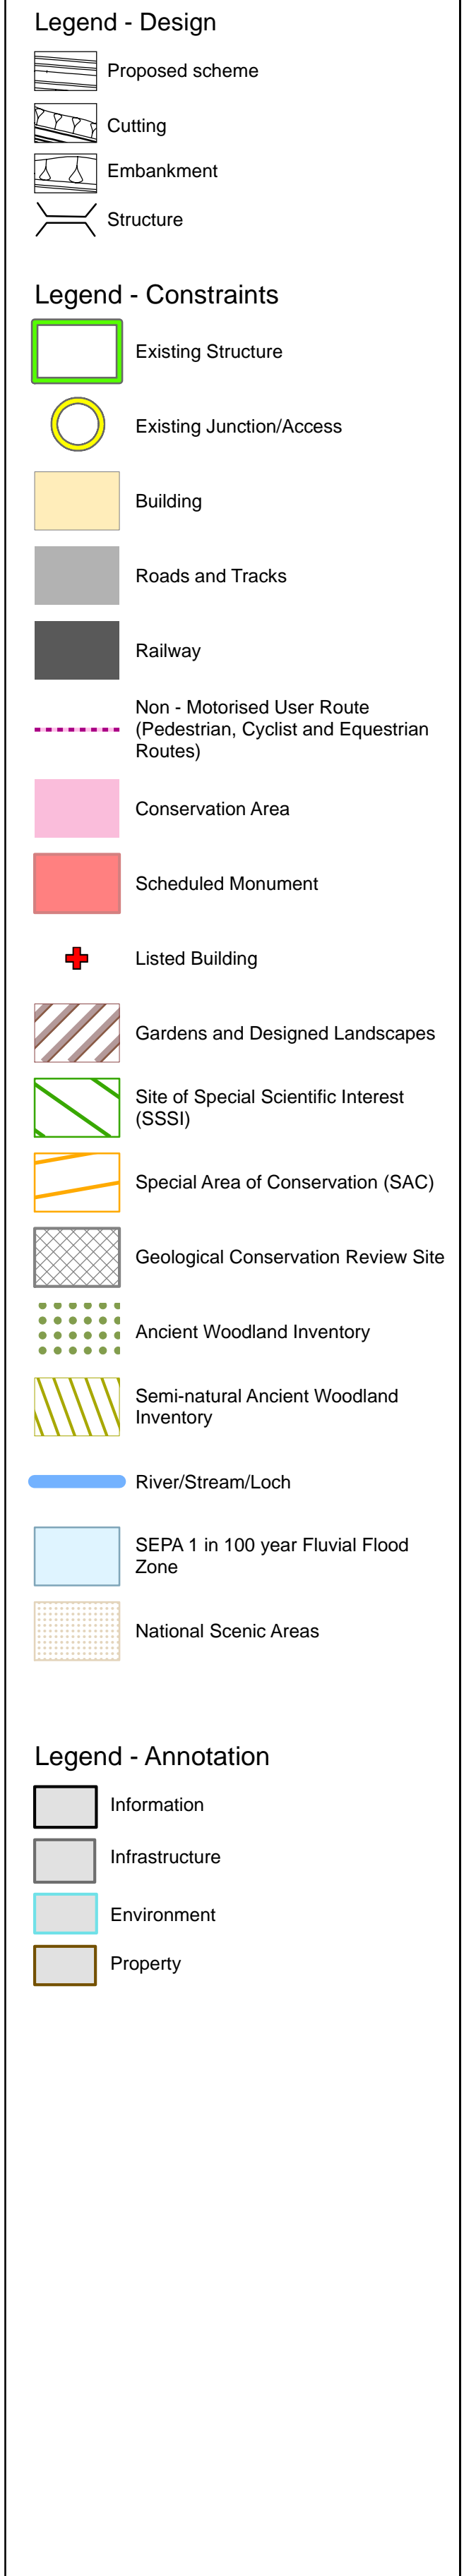 Legend - Design
Proposed scheme
Cutting
Embankment
Structure
Legend - Constraints
Existing Structure
Existing Junction/Access
Building
Roads and Tracks
Railway
Non - Motorised User Route
(Pedestrian, Cyclist and Equestrian
Routes)
Conservation Area
Scheduled Monument
Listed Building
Gardens and Designed Landscapes
Site of Special Scientific Interest
(SSSI)
Special Area of Conservation (SAC)
Geological Conservation Review Site
Ancient Woodland Inventory
Semi-natural Ancient Woodland
Inventory
River/Stream/Loch
SEPA 1 in 100 year Fluvial Flood
Zone
National Scenic Areas
Legend - Annotation
Information
Infrastructure
Environment
Property